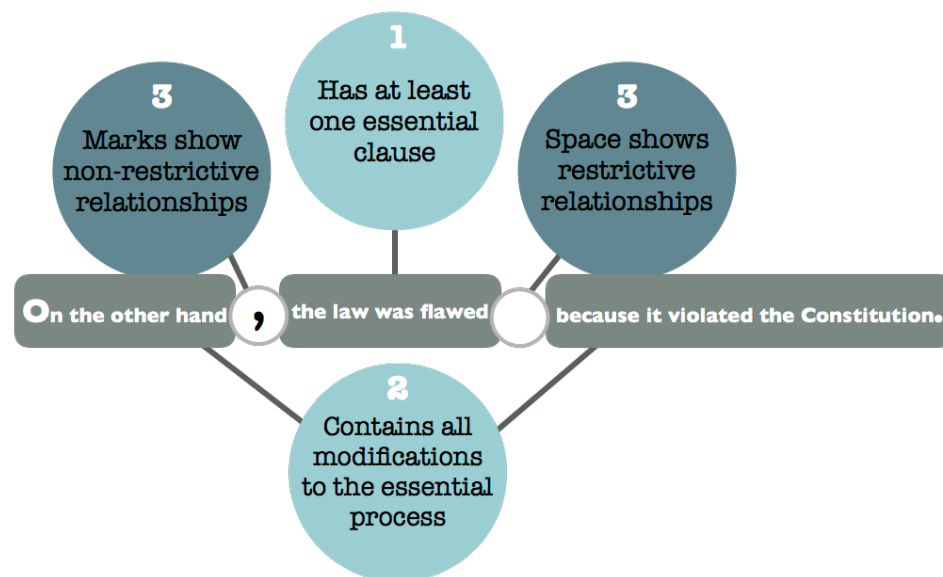 1
Has at least
one essential
clause
3
Marks show
non-restrictive
relationships
3
Space shows
restrictive
relationships
On the other hand , the law was flawed because it violated the Constitution.
2
Contains all
modifications
to the essential
process